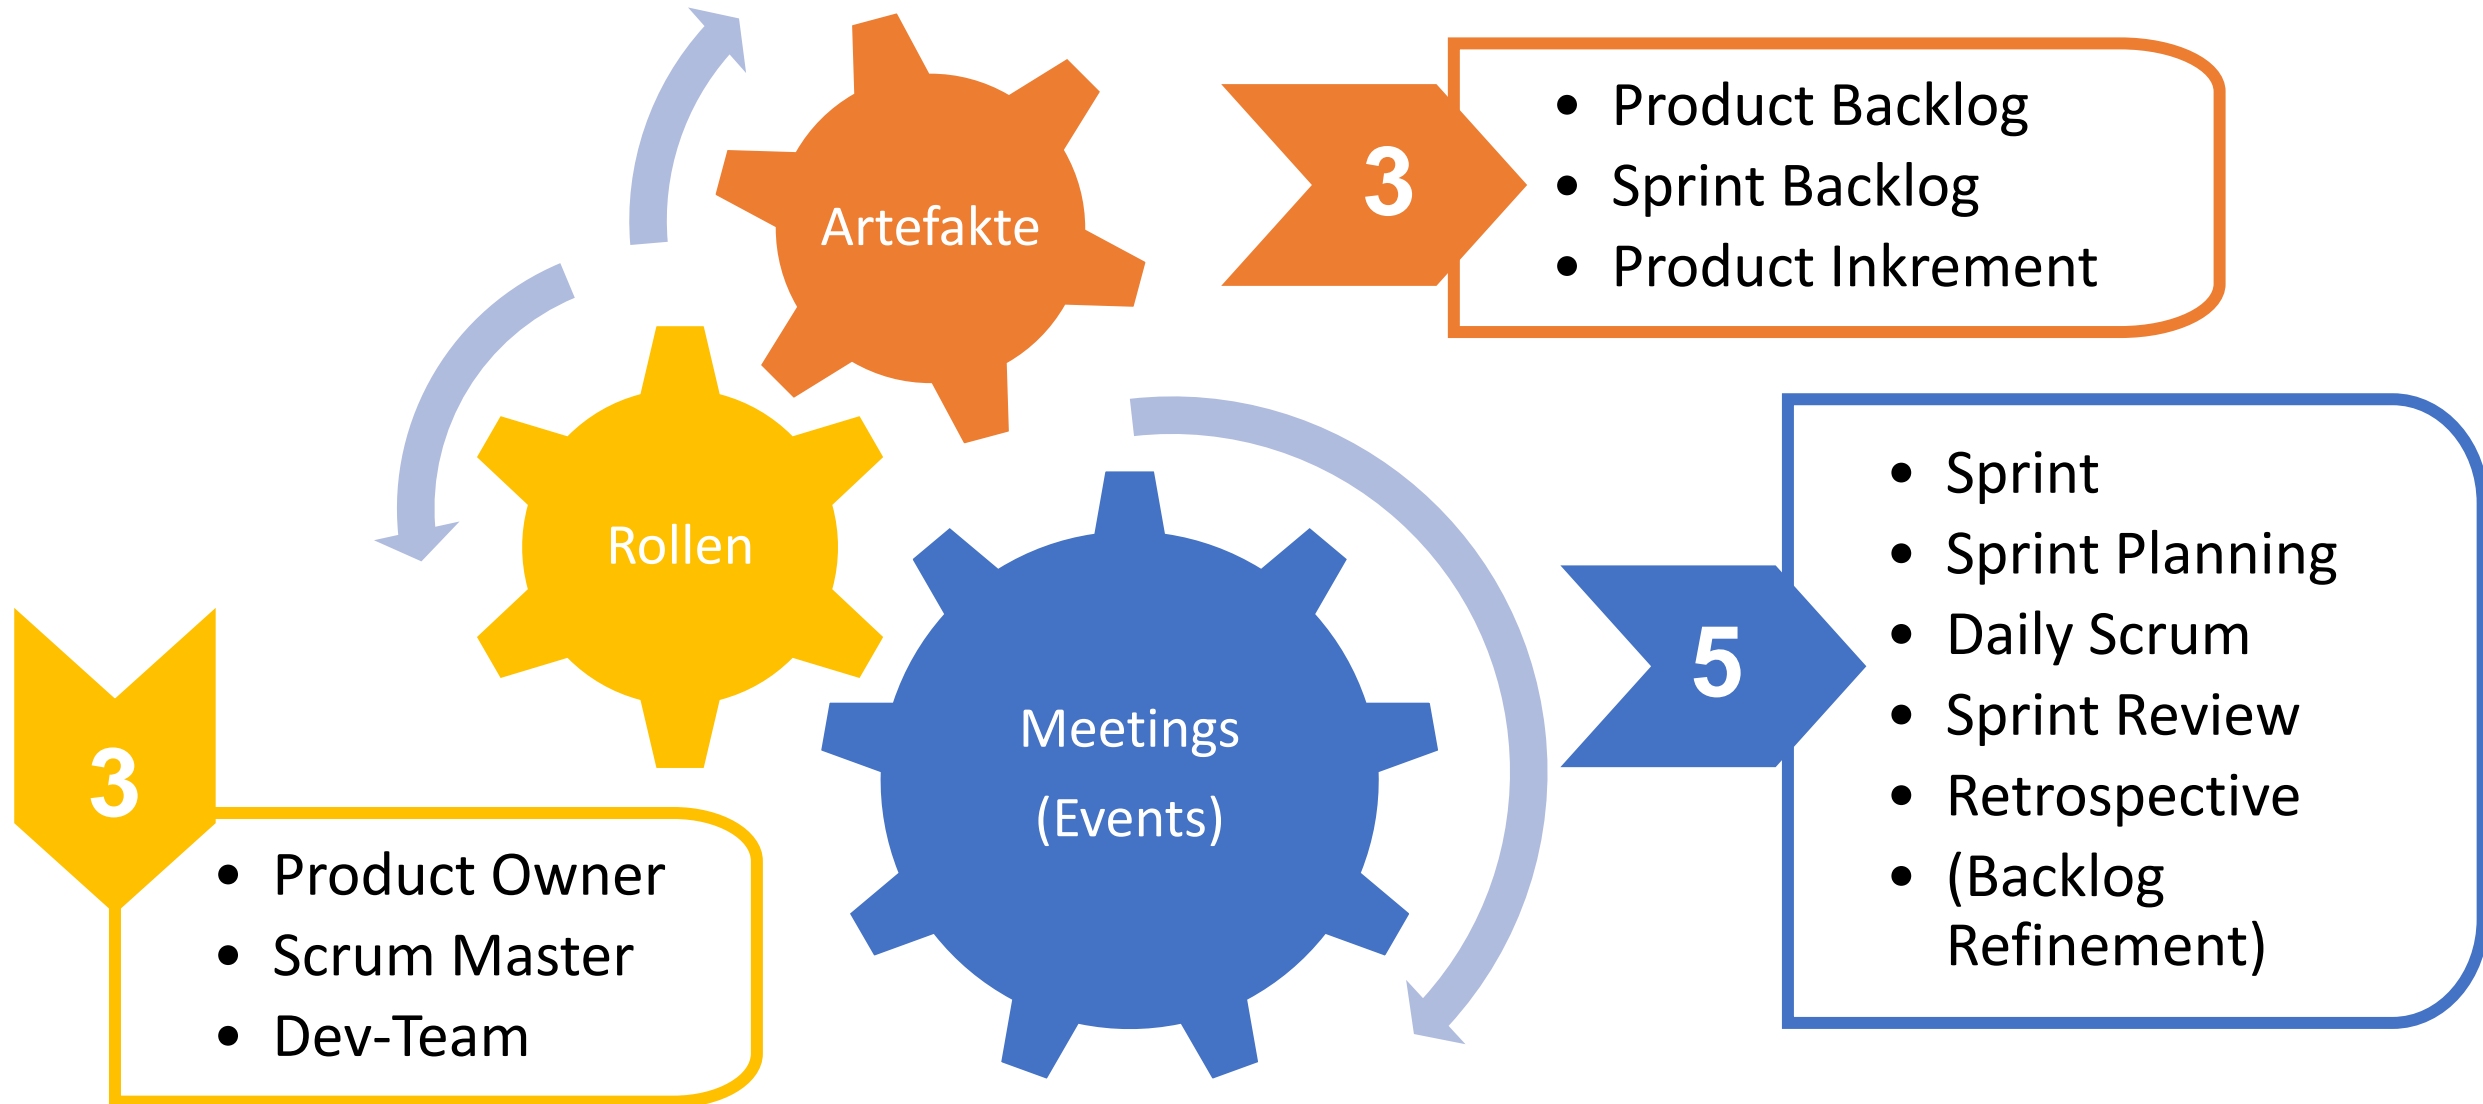 Artefakte
3
• Product Backlog
• Sprint Backlog
• Product Inkrement
Rollen
3
• Product Owner
• Scrum Master
• Dev-Team
Meetings
(Events)
5
• Sprint
• Sprint Planning
• Daily Scrum
• Sprint Review
• Retrospective
• (Backlog
Refinement)